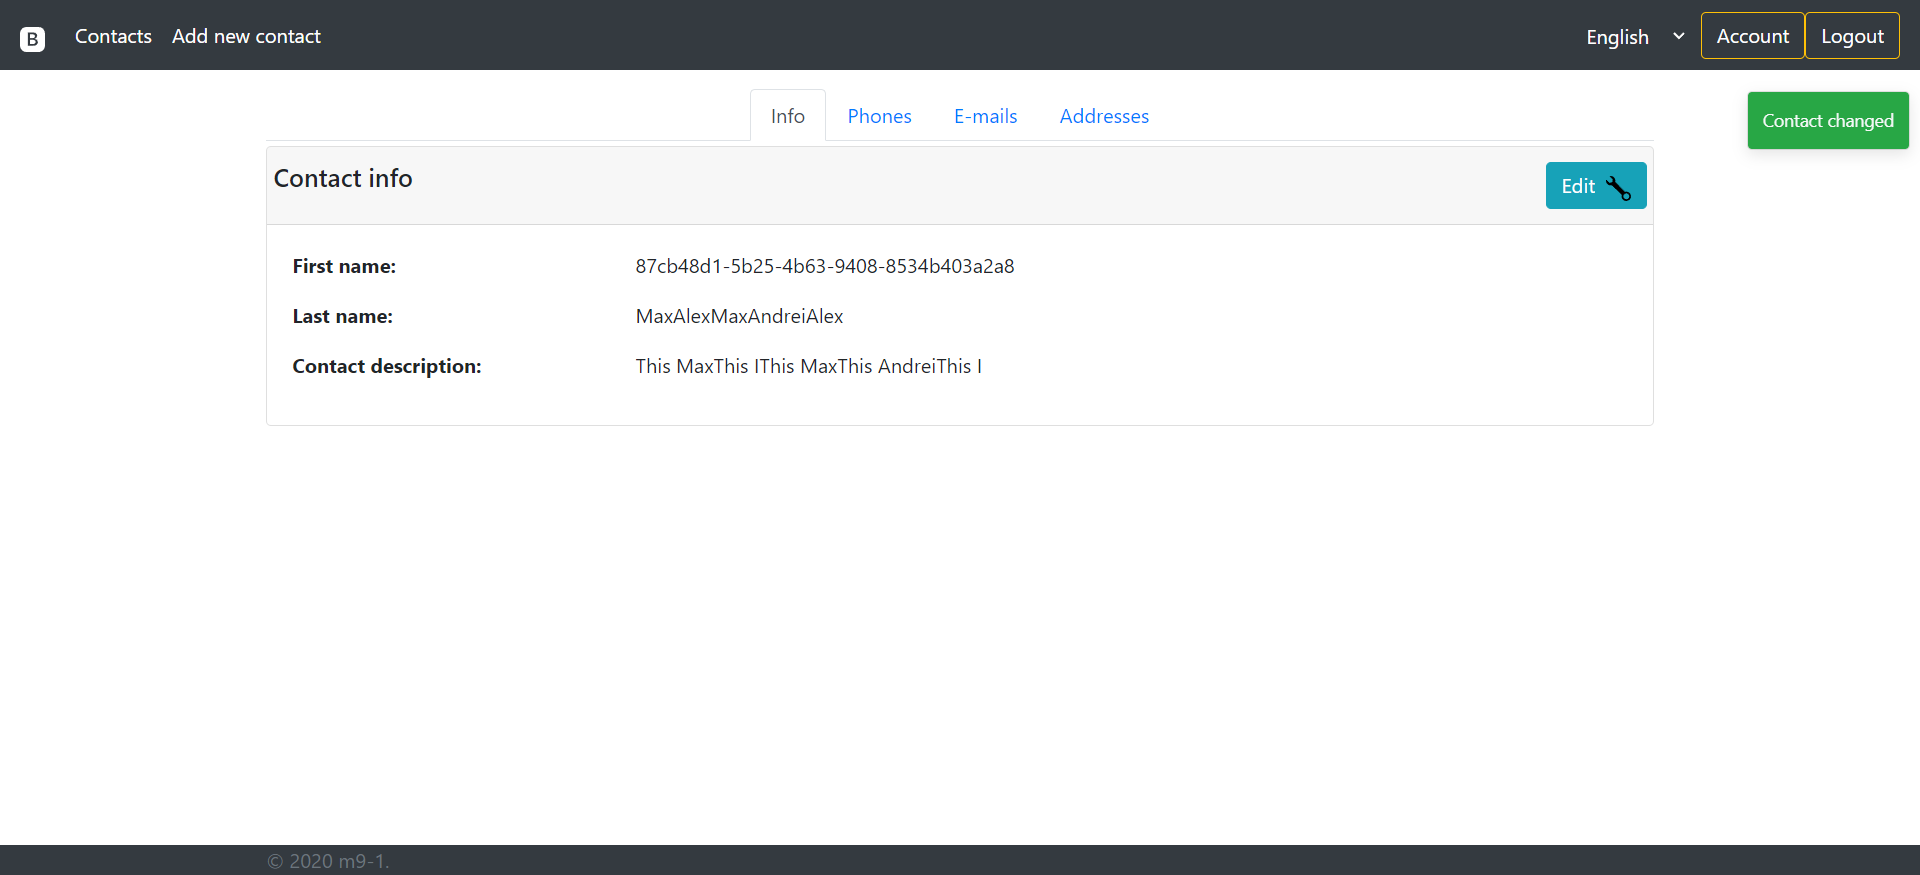 B Contacts Add new contact English Account Logout
Info Phones E-mails Addresses
Contact changed
Contact info Edit
First name: 87cb48d1-5b25-4b63-9408-8534b403a2a8
Last name: MaxAlexMaxAndreiAlex
Contact description: This MaxThis IThis MaxThis AndreiThis I
© 2020 m9-1.